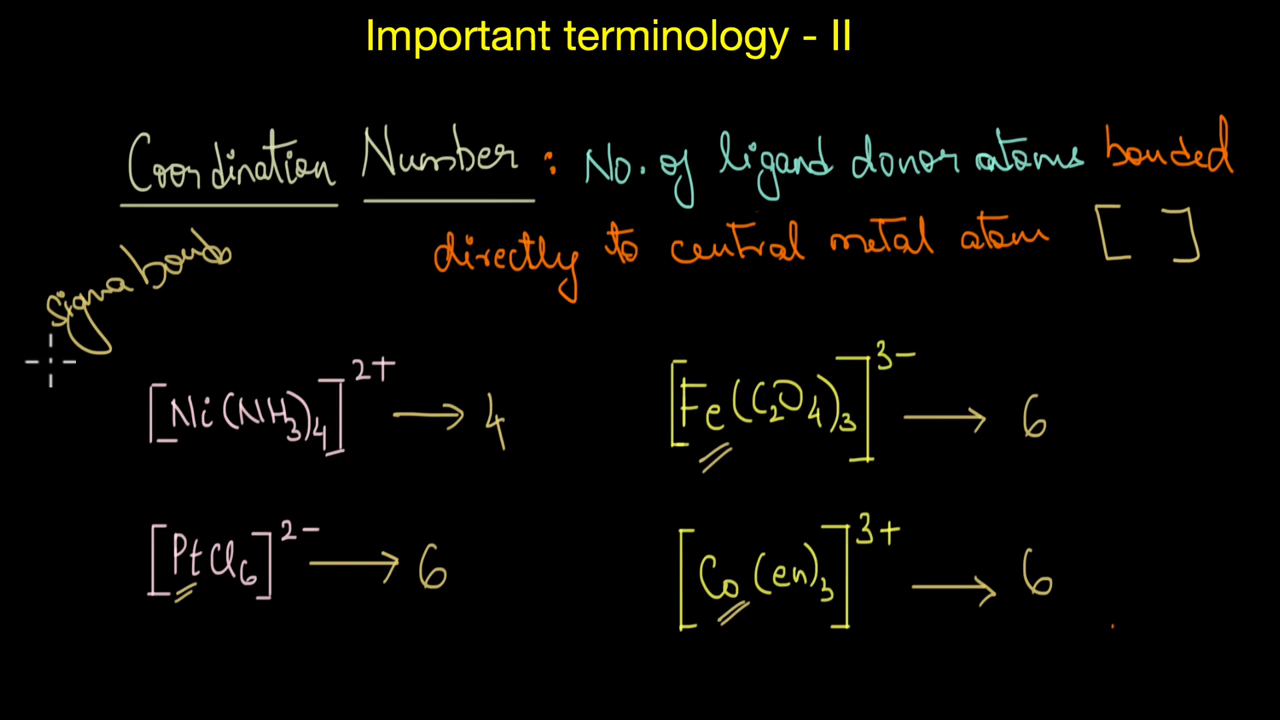 Important terminology - II
Coordination Number : No. of ligand donor atoms bonded
directly to central metal atom [ ]
sigma bonds
[Ni(NH₃)₄]²⁺ → 4
[Fe(C₂O₄)₃]³⁻ → 6
[PtCl₆]²⁻ → 6
[Co(en)₃]³⁺ → 6